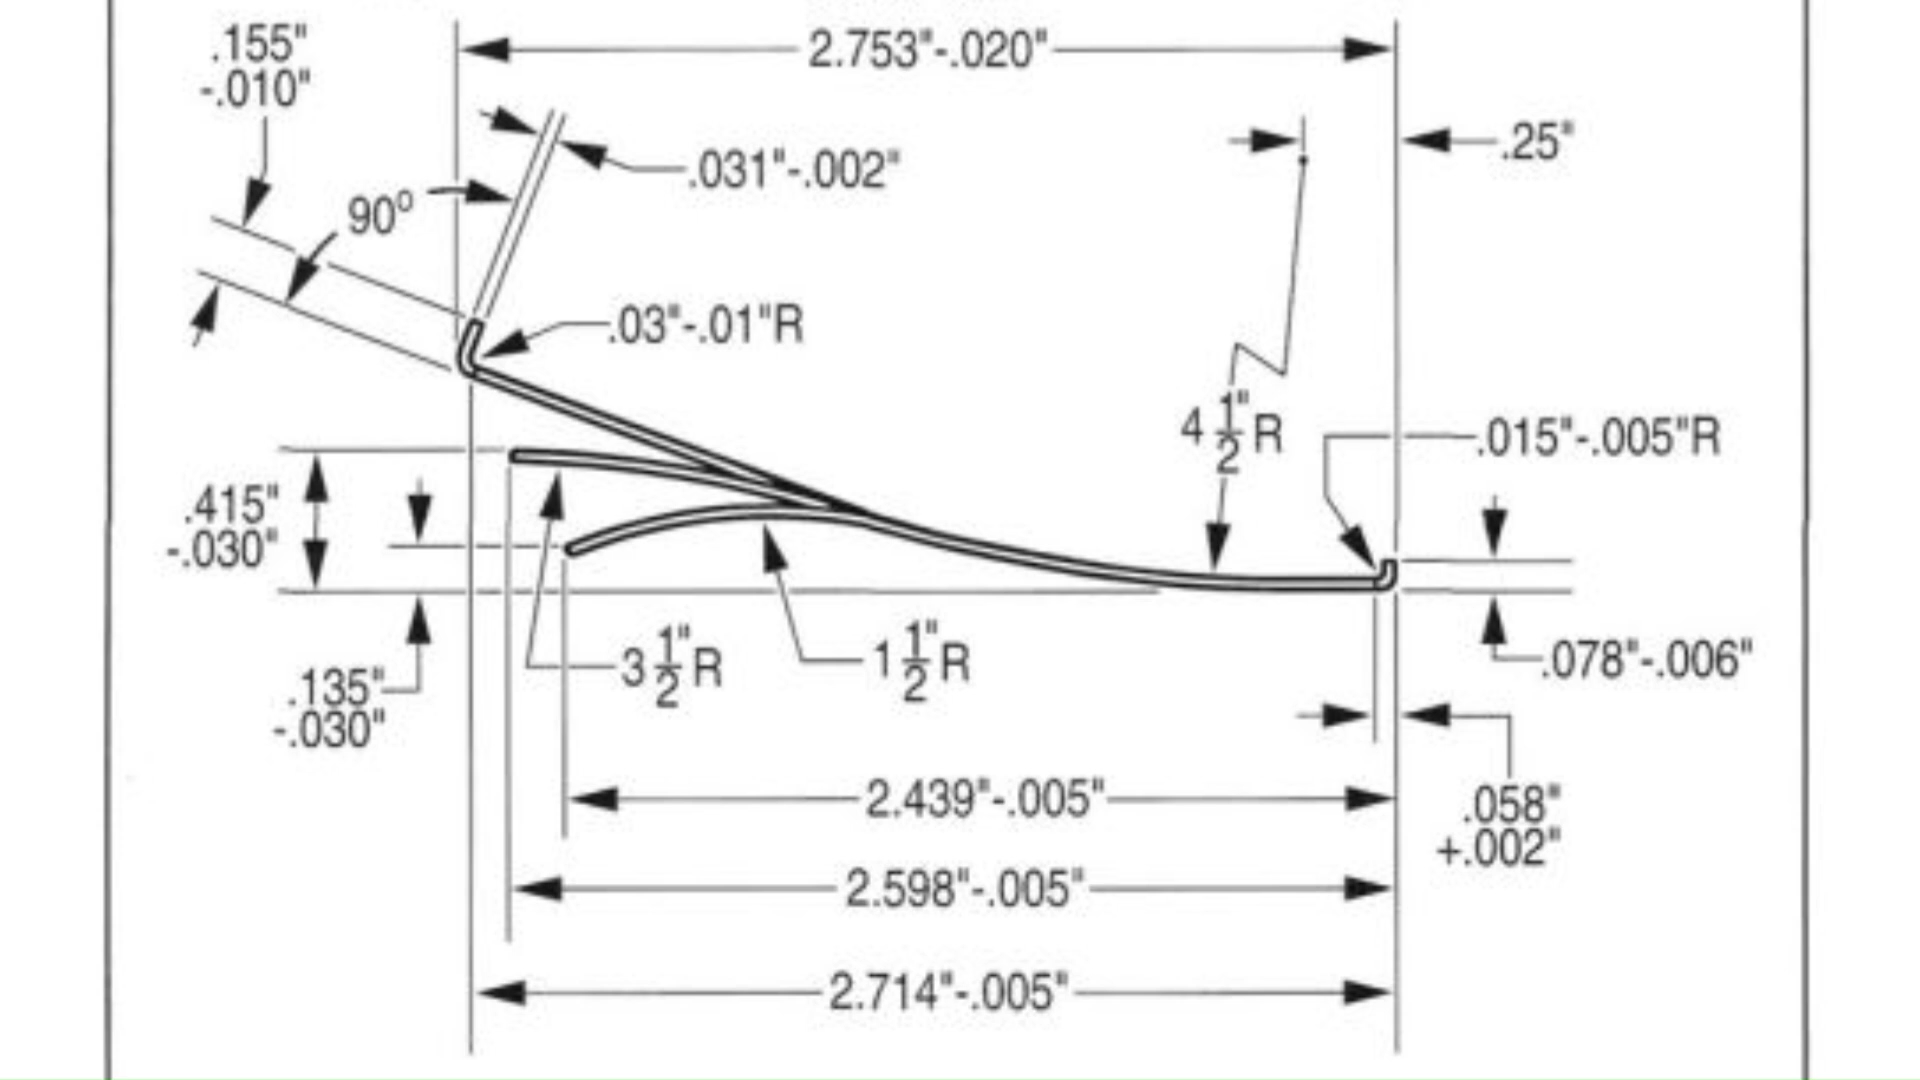 .155"
-.010"
2.753"-.020"
.25"
.031"-.002"
90º
.03"-.01"R
4 1/2"R
.015"-.005"R
.415"
-.030"
3 1/2"R
1 1/2"R
.078"-.006"
.135"
-.030"
2.439"-.005"
.058"
+.002"
2.598"-.005"
2.714"-.005"